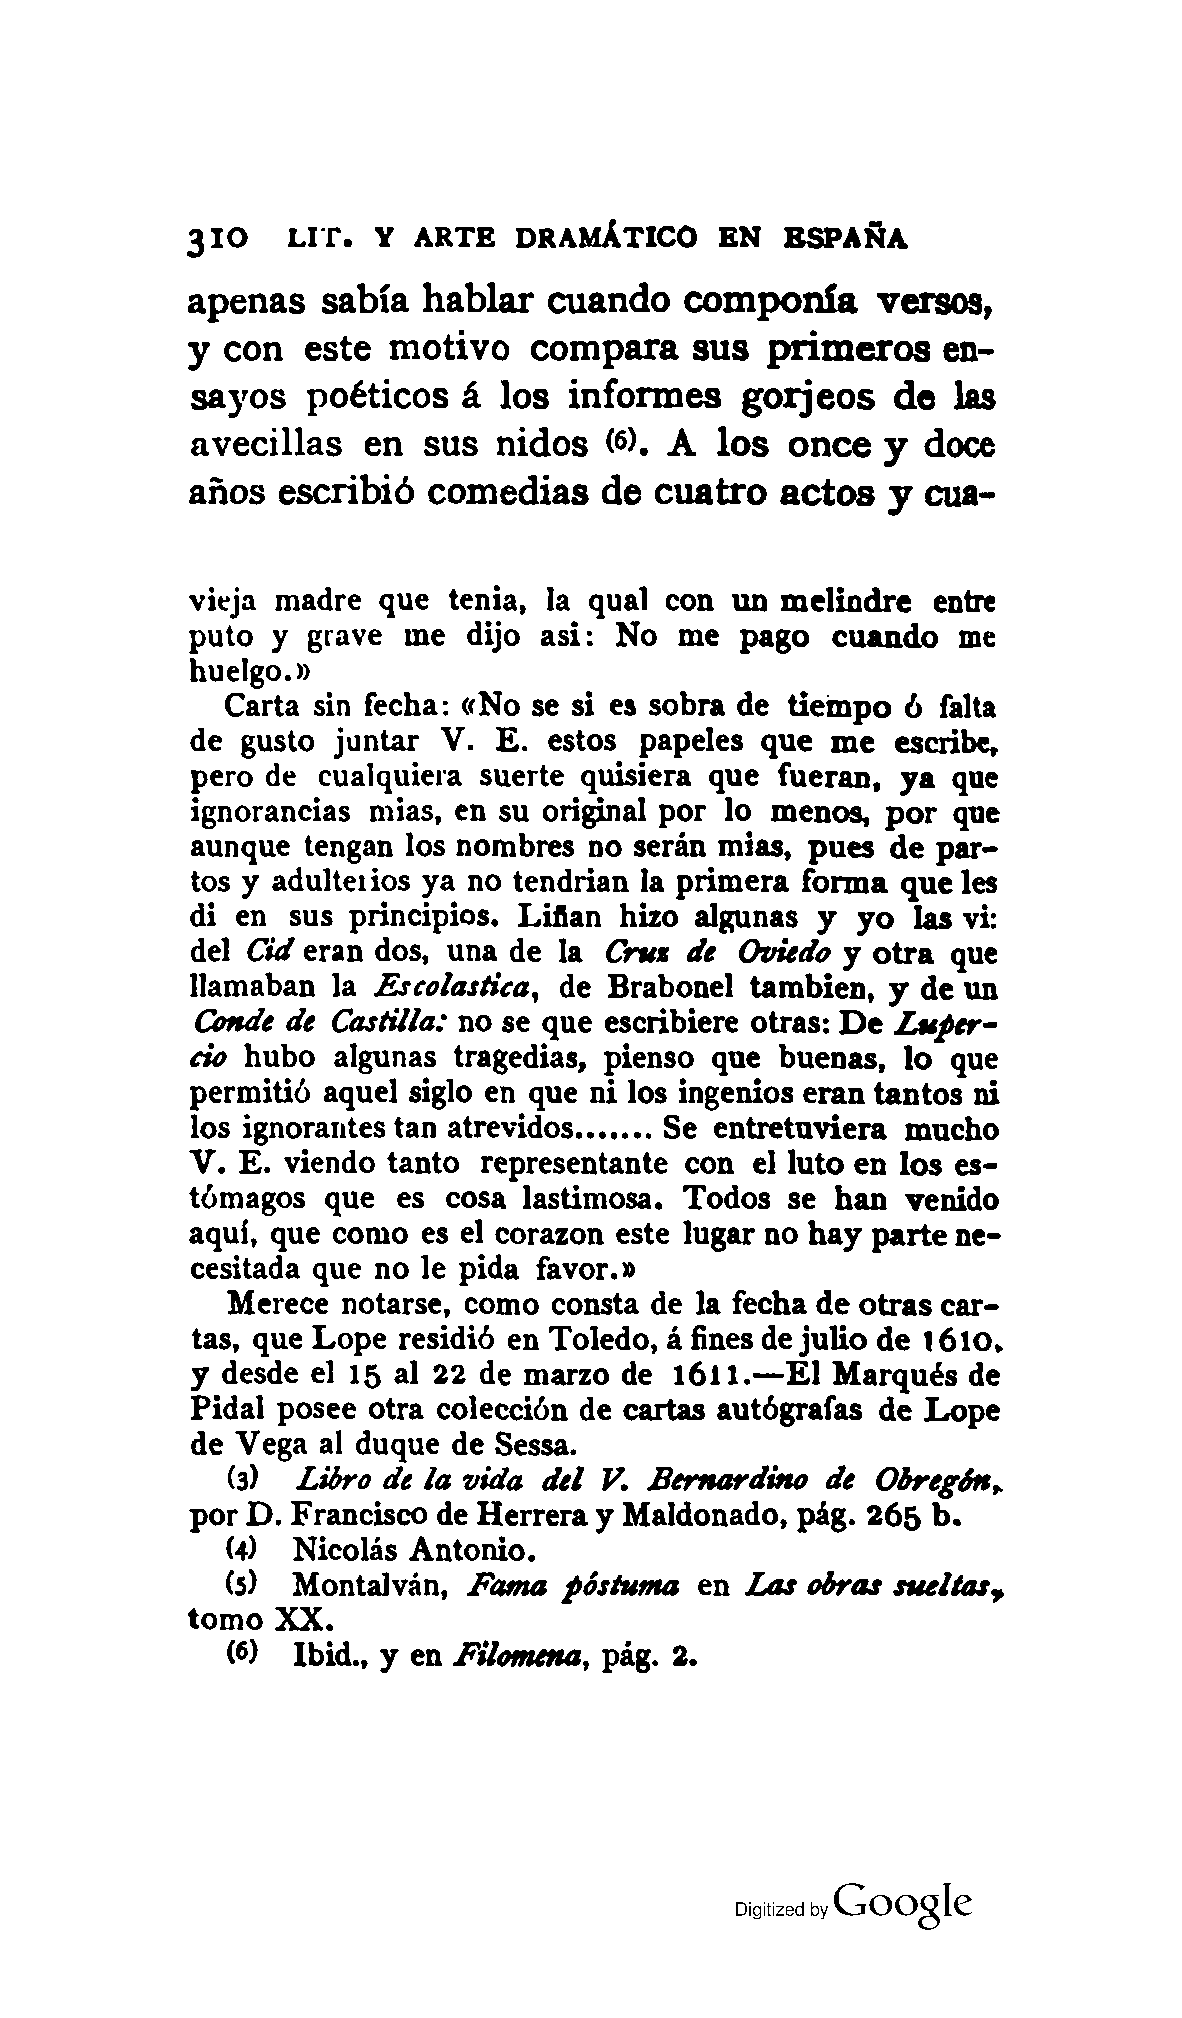 310 LIT. Y ARTE DRAMÁTICO EN ESPAÑA
apenas sabía hablar cuando componía versos,
y con este motivo compara sus primeros en-
sayos poéticos á los informes gorjeos de las
avecillas en sus nidos (6). A los once y doce
años escribió comedias de cuatro actos y cua-
vieja madre que tenia, la qual con un melindre entre
puto y grave me dijo asi: No me pago cuando me
huelgo.»
Carta sin fecha: «No se si es sobra de tiempo ó falta
de gusto juntar V. E. estos papeles que me escribe,
pero de cualquiera suerte quisiera que fueran, ya que
ignorancias mias, en su original por lo menos, por que
aunque tengan los nombres no serán mias, pues de par-
tos y adulterios ya no tendrian la primera forma que les
di en sus principios. Liñan hizo algunas y yo las vi:
del Cid eran dos, una de la Cruz de Oviedo y otra que
llamaban la Escolastica, de Brabonel tambien, y de un
Conde de Castilla: no se que escribiere otras: De Luper-
cio hubo algunas tragedias, pienso que buenas, lo que
permitió aquel siglo en que ni los ingenios eran tantos ni
los ignorantes tan atrevidos....... Se entretuviera mucho
V. E. viendo tanto representante con el luto en los es-
tómagos que es cosa lastimosa. Todos se han venido
aquí, que como es el corazon este lugar no hay parte ne-
cesitada que no le pida favor.»
Merece notarse, como consta de la fecha de otras car-
tas, que Lope residió en Toledo, á fines de julio de 1610,
y desde el 15 al 22 de marzo de 1611.—El Marqués de
Pidal posee otra colección de cartas autógrafas de Lope
de Vega al duque de Sessa.
(3) Libro de la vida del V. Bernardino de Obregón,
por D. Francisco de Herrera y Maldonado, pág. 265 b.
(4) Nicolás Antonio.
(5) Montalván, Fama póstuma en Las obras sueltas,
tomo XX.
(6) Ibid., y en Filomena, pág. 2.
Digitized by Google